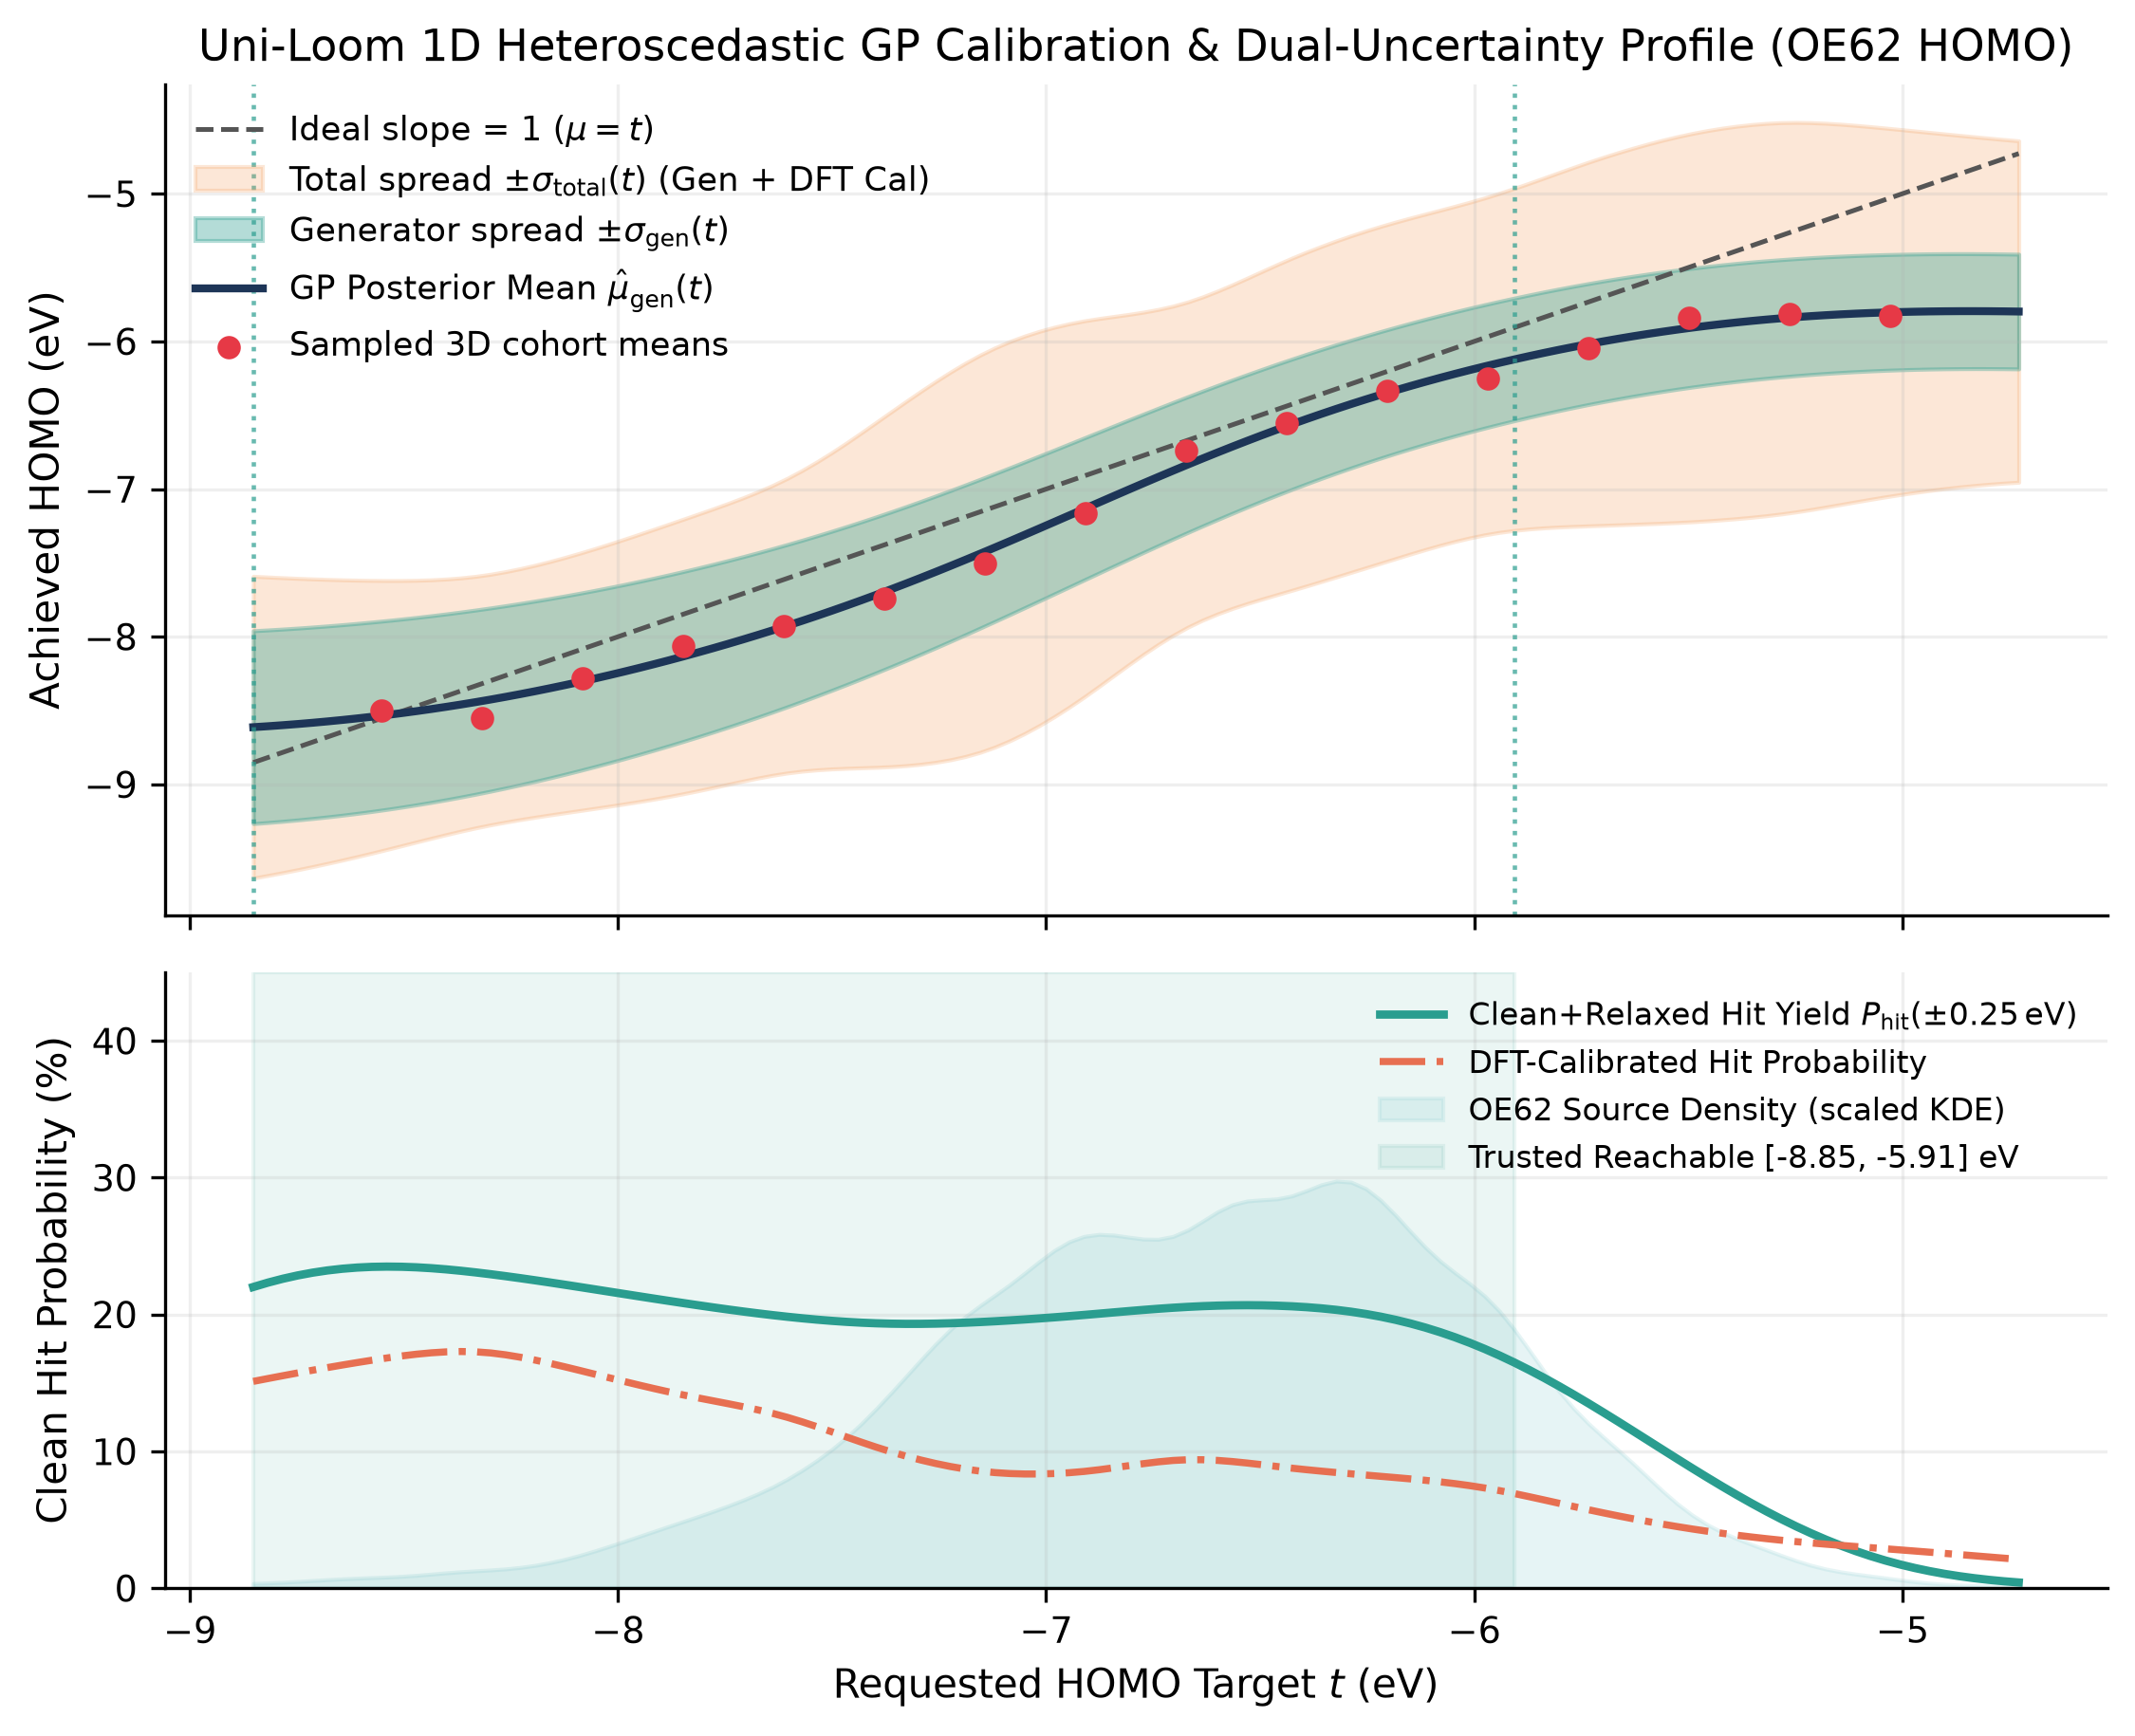 Uni-Loom 1D Heteroscedastic GP Calibration & Dual-Uncertainty Profile (OE62 HOMO)
Ideal slope = 1 (μ = t)
Total spread ±σtotal(t) (Gen + DFT Cal)
Generator spread ±σgen(t)
GP Posterior Mean μ̂gen(t)
Sampled 3D cohort means
Achieved HOMO (eV)
−5
−6
−7
−8
−9
Clean+Relaxed Hit Yield Phit(±0.25 eV)
DFT-Calibrated Hit Probability
OE62 Source Density (scaled KDE)
Trusted Reachable [-8.85, -5.91] eV
Clean Hit Probability (%)
40
30
20
10
0
−9 −8 −7 −6 −5
Requested HOMO Target t (eV)